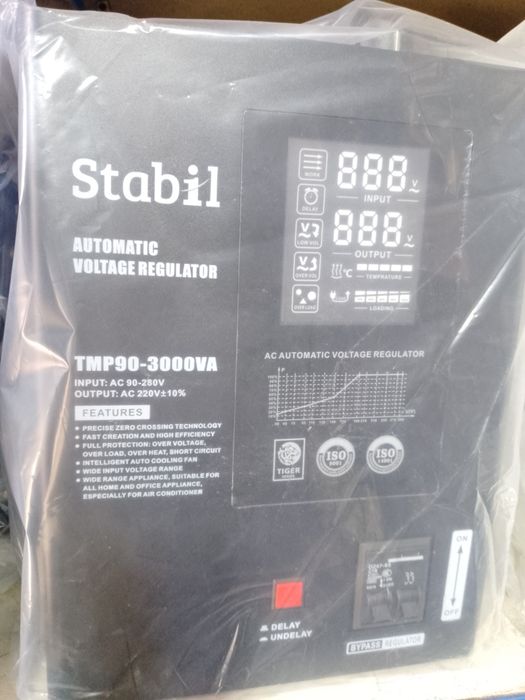 Stabil
AUTOMATIC
VOLTAGE REGULATOR
TMP90-3000VA
INPUT: AC 90-280V
OUTPUT: AC 220V±10%
FEATURES
• PRECISE ZERO CROSSING TECHNOLOGY
• FAST CREATION AND HIGH EFFICIENCY
• FULL PROTECTION: OVER VOLTAGE,
OVER LOAD, OVER HEAT, SHORT CIRCUIT
• INTELLIGENT AUTO COOLING FAN
• WIDE INPUT VOLTAGE RANGE
• WIDE RANGE APPLIANCE, SUITABLE FOR
ALL HOME AND OFFICE APPLIANCE,
ESPECIALLY FOR AIR CONDITIONER
WORK
888 V~
INPUT
DELAY
888 V~
LOW VOL
OUTPUT
OVER VOL
°C
TEMPRATURE
OVER LOAD
LOADING
AC AUTOMATIC VOLTAGE REGULATOR
P
TIGER
ISO
9001
ISO
DELAY
UNDELAY
ON
OFF
BYPASS REGULATOR